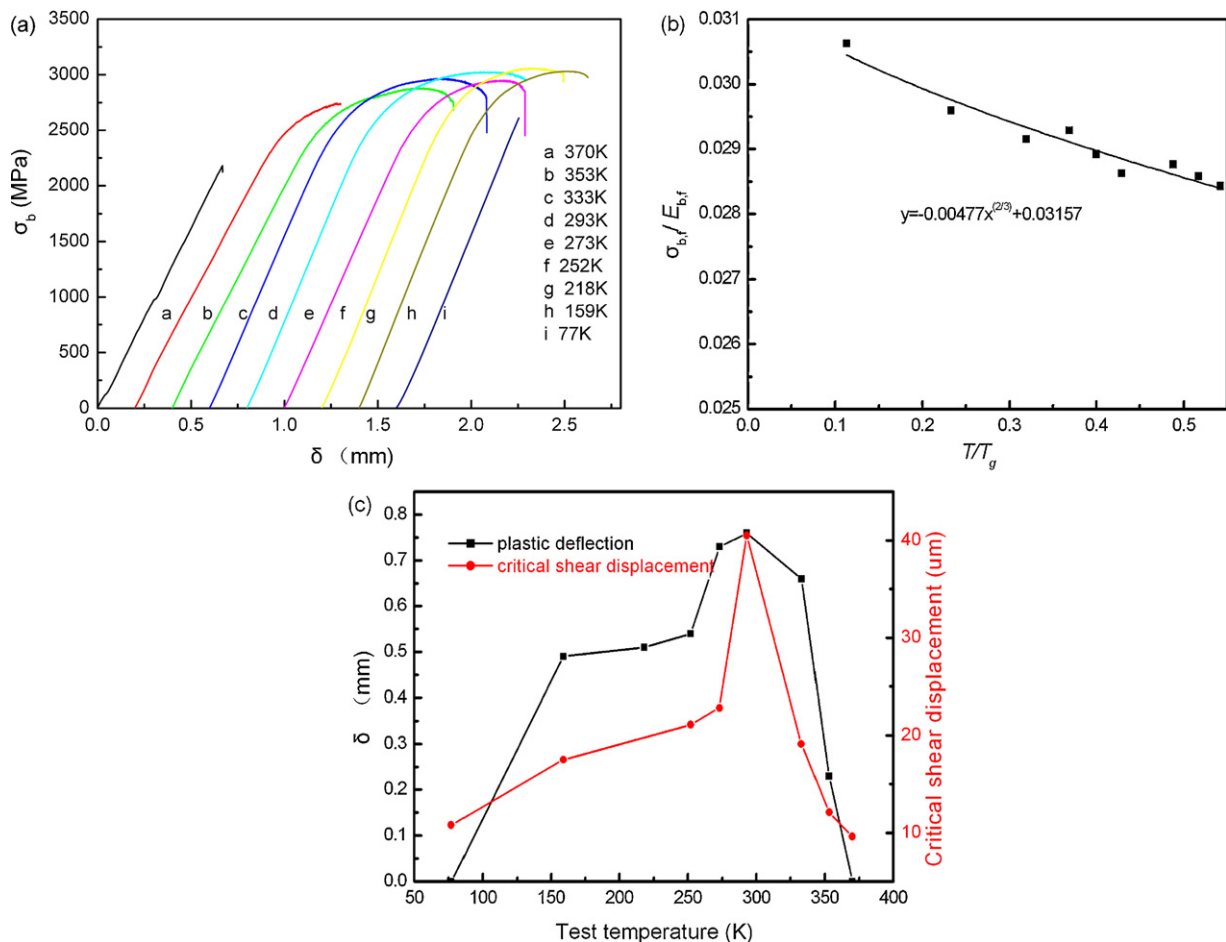 (a)
3500
3000
2500
2000
1500
1000
500
0
σb (MPa)
a b c d e f g h i
a 370K
b 353K
c 333K
d 293K
e 273K
f 252K
g 218K
h 159K
i 77K
0.0 0.5 1.0 1.5 2.0 2.5
δ （mm)
(b)
0.031
0.030
0.029
0.028
0.027
0.026
0.025
σb,f/ Eb,f
y=-0.00477x(2/3)+0.03157
0.0 0.1 0.2 0.3 0.4 0.5
T/Tg
(c)
0.8
0.7
0.6
0.5
0.4
0.3
0.2
0.1
0.0
δ （mm)
plastic deflection
critical shear displacement
40
30
20
10
Critical shear displacement (um)
50 100 150 200 250 300 350 400
Test temperature (K)